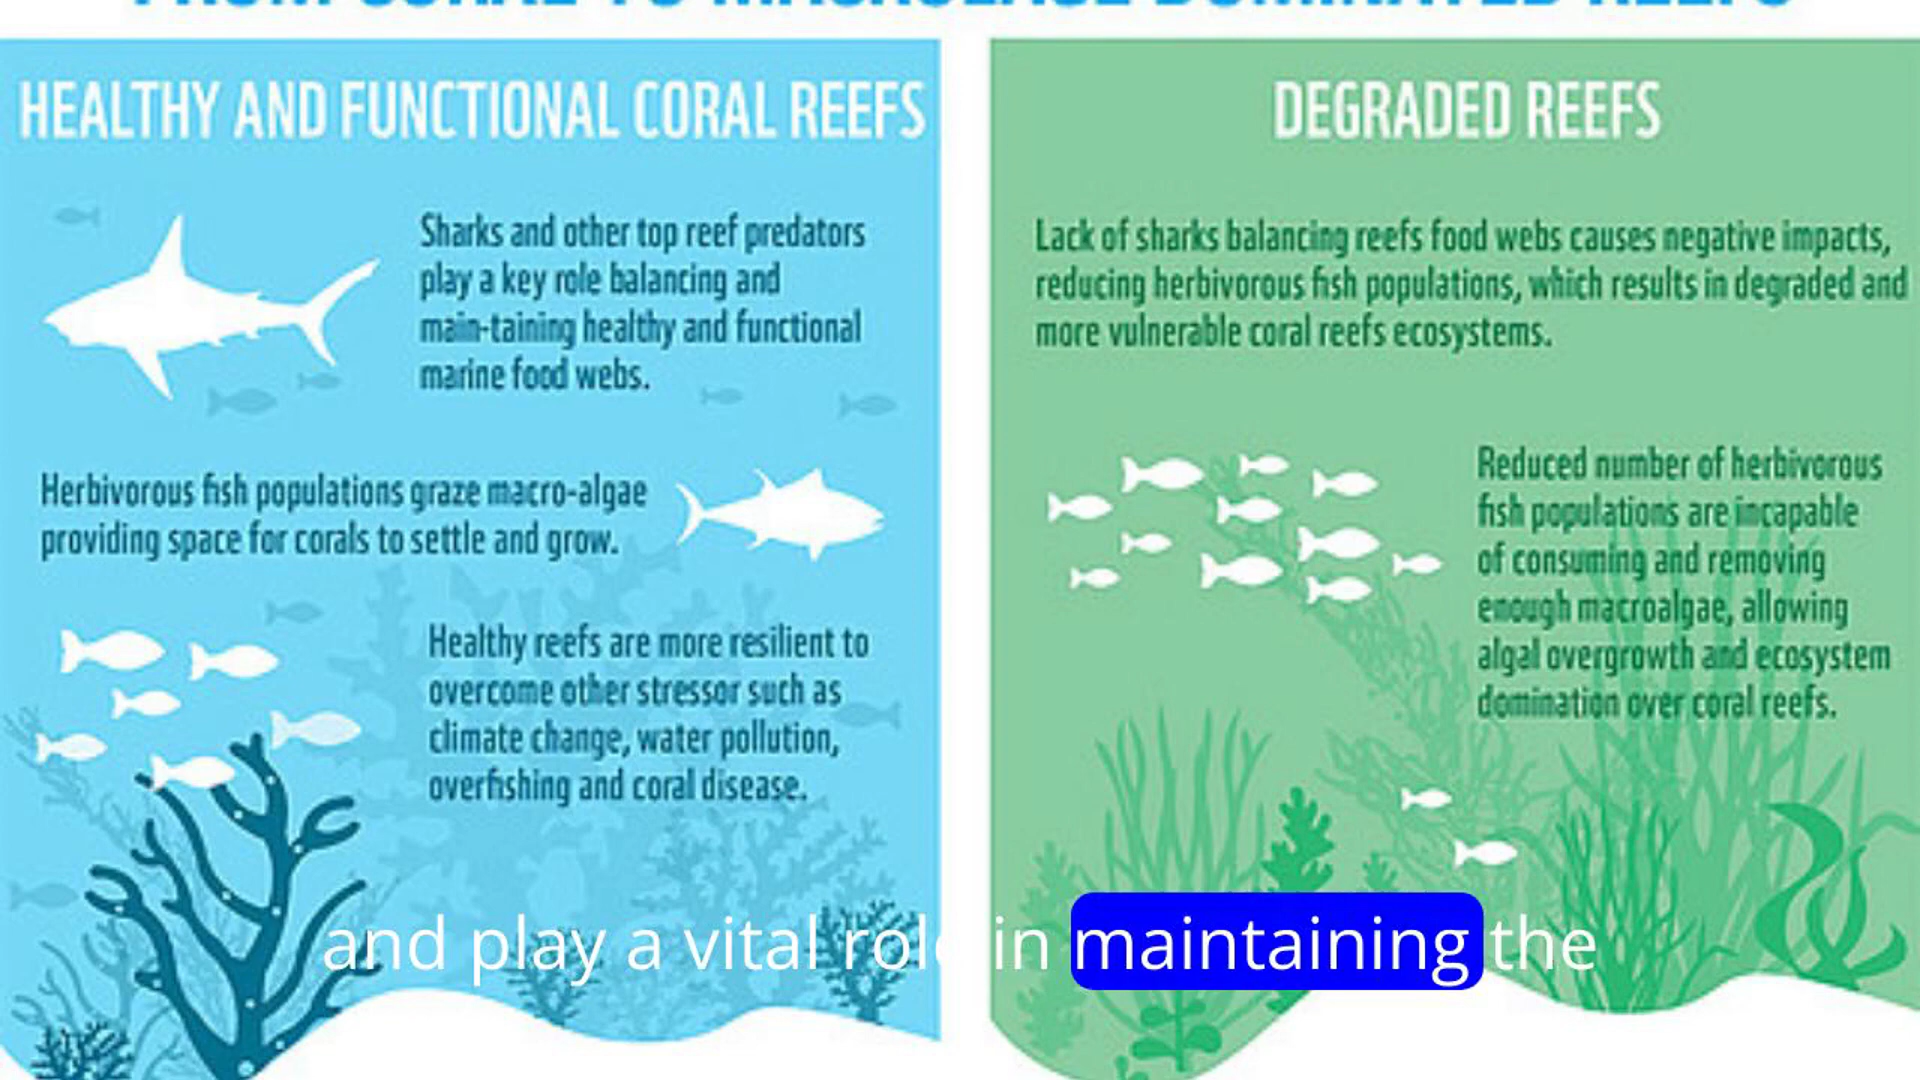 HEALTHY AND FUNCTIONAL CORAL REEFS
Sharks and other top reef predators
play a key role balancing and
main-taining healthy and functional
marine food webs.
Herbivorous fish populations graze macro-algae
providing space for corals to settle and grow.
Healthy reefs are more resilient to
overcome other stressor such as
climate change, water pollution,
overfishing and coral disease.
DEGRADED REEFS
Lack of sharks balancing reefs food webs causes negative impacts,
reducing herbivorous fish populations, which results in degraded and
more vulnerable coral reefs ecosystems.
Reduced number of herbivorous
fish populations are incapable
of consuming and removing
enough macroalgae, allowing
algal overgrowth and ecosystem
domination over coral reefs.
and play a vital role in maintaining the